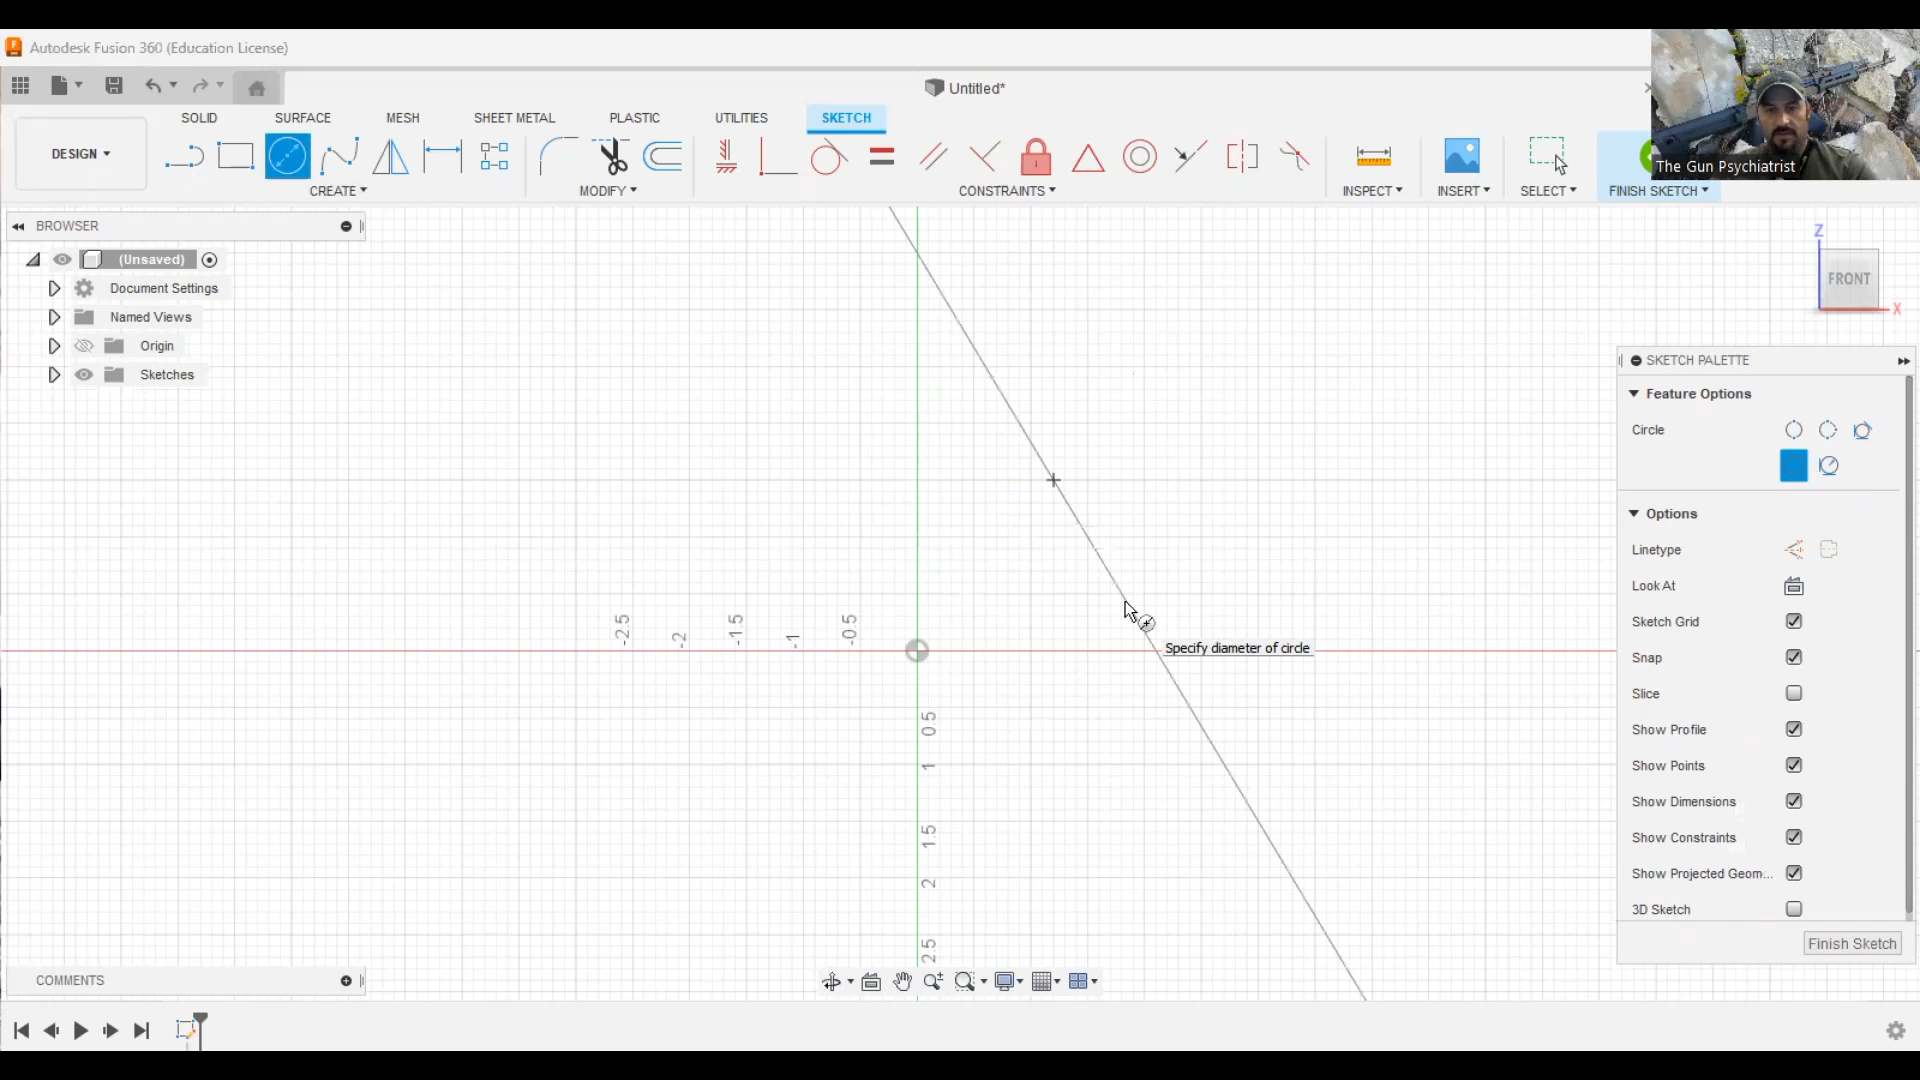 Autodesk Fusion 360 (Education License)
Untitled*
The Gun Psychiatrist
SOLID SURFACE MESH SHEET METAL PLASTIC UTILITIES SKETCH
DESIGN
CREATE MODIFY CONSTRAINTS INSPECT INSERT SELECT FINISH SKETCH
BROWSER
(Unsaved)
Document Settings
Named Views
Origin
Sketches
Z
FRONT
X
SKETCH PALETTE
Feature Options
Circle
Options
Linetype
Look At
Sketch Grid
Snap
Slice
Show Profile
Show Points
Show Dimensions
Show Constraints
Show Projected Geom...
3D Sketch
Finish Sketch
-2.5 -2 -1.5 -1 -0.5
Specify diameter of circle
0.5
1
1.5
2
2.5
COMMENTS